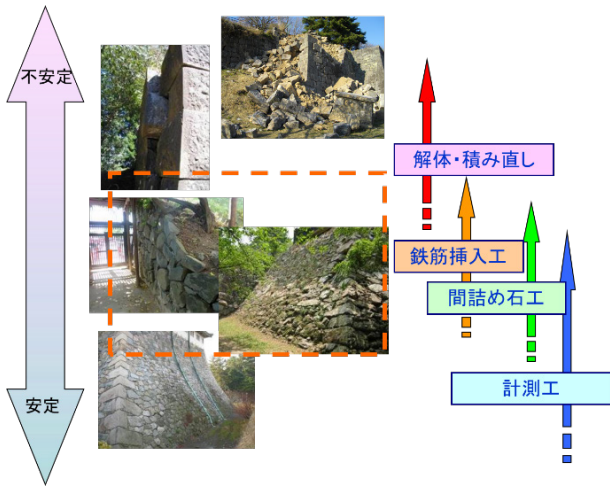 不安定
解体・積み直し
鉄筋挿入工
間詰め石工
計測工
安定